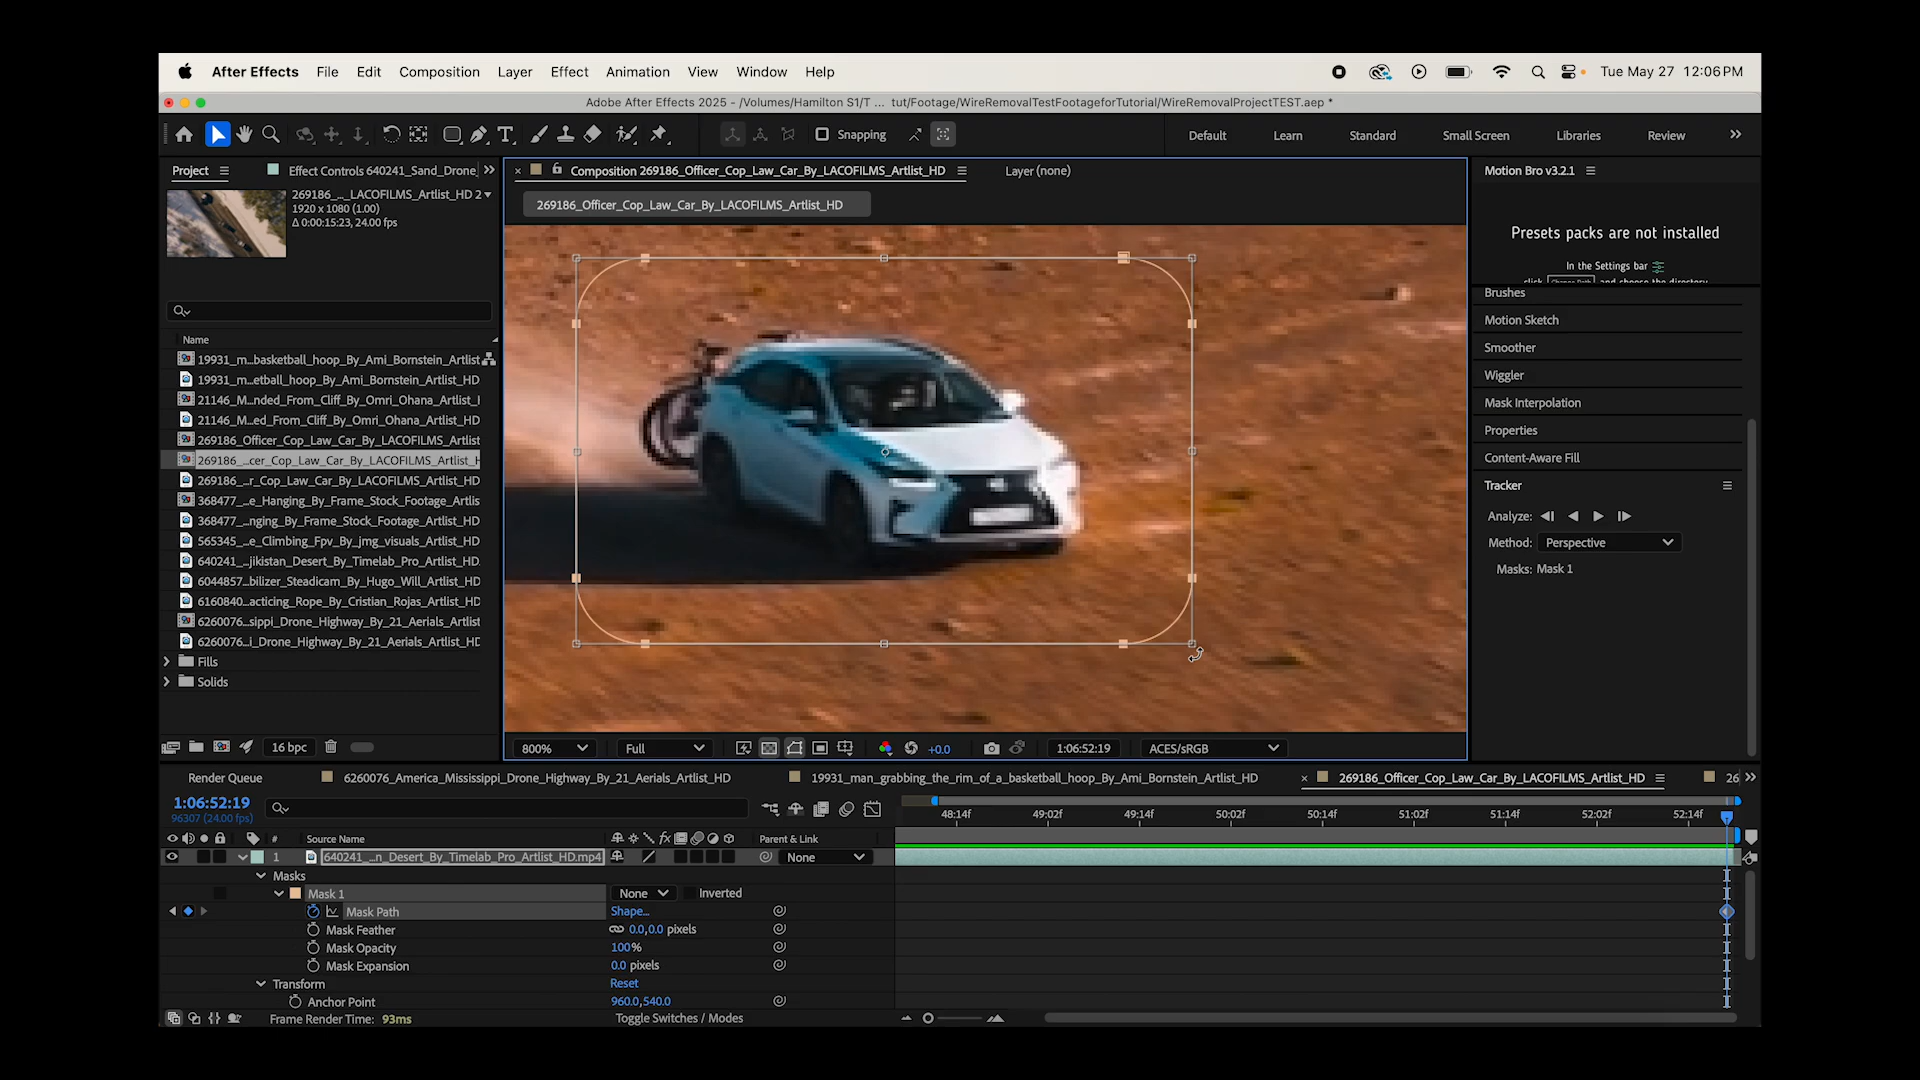 After Effects File Edit Composition Layer Effect Animation View Window Help Tue May 27 12:06 PM
Adobe After Effects 2025 - /Volumes/Hamilton S1/T ... tut/Footage/WireRemovalTestFootageforTutorial/WireRemovalProjectTEST.aep *
Snapping Default Learn Standard Small Screen Libraries Review
Project Effect Controls 640241_Sand_Drone_
Composition 269186_Officer_Cop_Law_Car_By_LACOFILMS_Artlist_HD Layer (none)
Motion Bro v3.2.1
269186_..._LACOFILMS_Artlist_HD 2
1920 x 1080 (1.00)
Δ 0:00:15:23, 24.00 fps
269186_Officer_Cop_Law_Car_By_LACOFILMS_Artlist_HD
Presets packs are not installed
In the Settings bar
click and choose the directory
Name
19931_m...basketball_hoop_By_Ami_Bornstein_Artlist
19931_m...etball_hoop_By_Ami_Bornstein_Artlist_HD
21146_M...nded_From_Cliff_By_Omri_Ohana_Artlist_
21146_M...ed_From_Cliff_By_Omri_Ohana_Artlist_HD
269186_Officer_Cop_Law_Car_By_LACOFILMS_Artlist
269186_...cer_Cop_Law_Car_By_LACOFILMS_Artlist_
269186_...r_Cop_Law_Car_By_LACOFILMS_Artlist_HD
368477_...e_Hanging_By_Frame_Stock_Footage_Artlis
368477_...nging_By_Frame_Stock_Footage_Artlist_HD
565345_...e_Climbing_Fpv_By_jmg_visuals_Artlist_HD
640241_...jikistan_Desert_By_Timelab_Pro_Artlist_HD.
6044857...bilizer_Steadicam_By_Hugo_Will_Artlist_HD
6160840...acticing_Rope_By_Cristian_Rojas_Artlist_HD
6260076...sippi_Drone_Highway_By_21_Aerials_Artlist
6260076...i_Drone_Highway_By_21_Aerials_Artlist_HD
Fills
Solids
16 bpc
800% Full +0.0 1:06:52:19 ACES/sRGB
Brushes
Motion Sketch
Smoother
Wiggler
Mask Interpolation
Properties
Content-Aware Fill
Tracker
Analyze:
Method: Perspective
Masks: Mask 1
Render Queue 6260076_America_Mississippi_Drone_Highway_By_21_Aerials_Artlist_HD 19931_man_grabbing_the_rim_of_a_basketball_hoop_By_Ami_Bornstein_Artlist_HD 269186_Officer_Cop_Law_Car_By_LACOFILMS_Artlist_HD 26
1:06:52:19
96307 (24.00 fps)
48:14f 49:02f 49:14f 50:02f 50:14f 51:02f 51:14f 52:02f 52:14f
# Source Name fx Parent & Link
1 640241_...n_Desert_By_Timelab_Pro_Artlist_HD.mp4 None
Masks
Mask 1 None Inverted
Mask Path Shape...
Mask Feather 0.0,0.0 pixels
Mask Opacity 100%
Mask Expansion 0.0 pixels
Transform Reset
Anchor Point 960.0,540.0
Frame Render Time: 93ms Toggle Switches / Modes